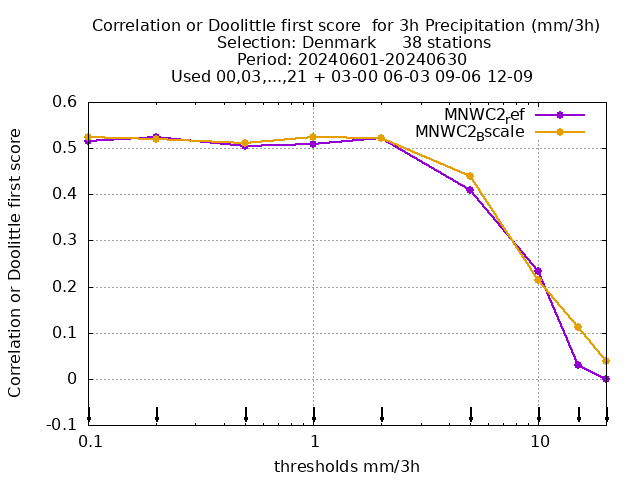 Correlation or Doolittle first score  for 3h Precipitation (mm/3h)
Selection: Denmark     38 stations
Period: 20240601-20240630
Used 00,03,...,21 + 03-00 06-03 09-06 12-09
MNWC2ref
MNWC2Bscale
0.6
0.5
0.4
0.3
0.2
0.1
0
-0.1
0.1 1 10
Correlation or Doolittle first score
thresholds mm/3h